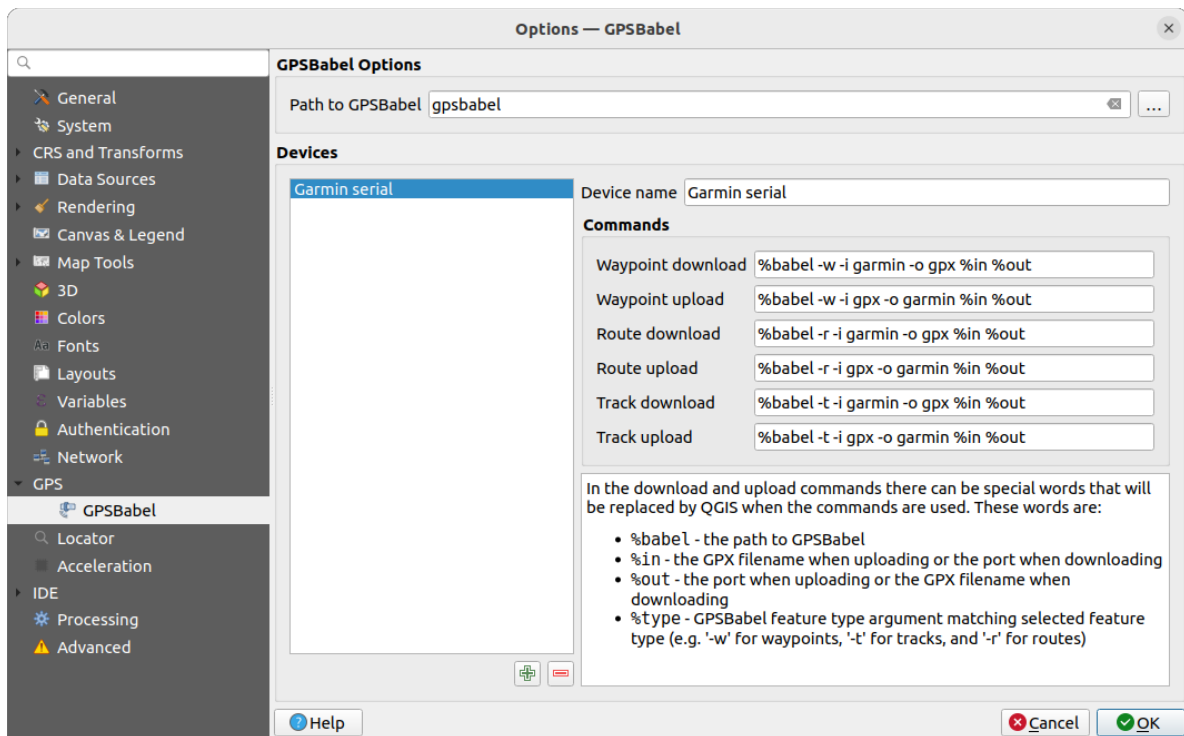 Options — GPSBabel
General
System
CRS and Transforms
Data Sources
Rendering
Canvas & Legend
Map Tools
3D
Colors
Fonts
Layouts
Variables
Authentication
Network
GPS
GPSBabel
Locator
Acceleration
IDE
Processing
Advanced
GPSBabel Options
Path to GPSBabel gpsbabel ...
Devices
Garmin serial
Device name Garmin serial
Commands
Waypoint download %babel -w -i garmin -o gpx %in %out
Waypoint upload %babel -w -i gpx -o garmin %in %out
Route download %babel -r -i garmin -o gpx %in %out
Route upload %babel -r -i gpx -o garmin %in %out
Track download %babel -t -i garmin -o gpx %in %out
Track upload %babel -t -i gpx -o garmin %in %out
In the download and upload commands there can be special words that will
be replaced by QGIS when the commands are used. These words are:
• %babel - the path to GPSBabel
• %in - the GPX filename when uploading or the port when downloading
• %out - the port when uploading or the GPX filename when
downloading
• %type - GPSBabel feature type argument matching selected feature
type (e.g. '-w' for waypoints, '-t' for tracks, and '-r' for routes)
Help
Cancel
OK